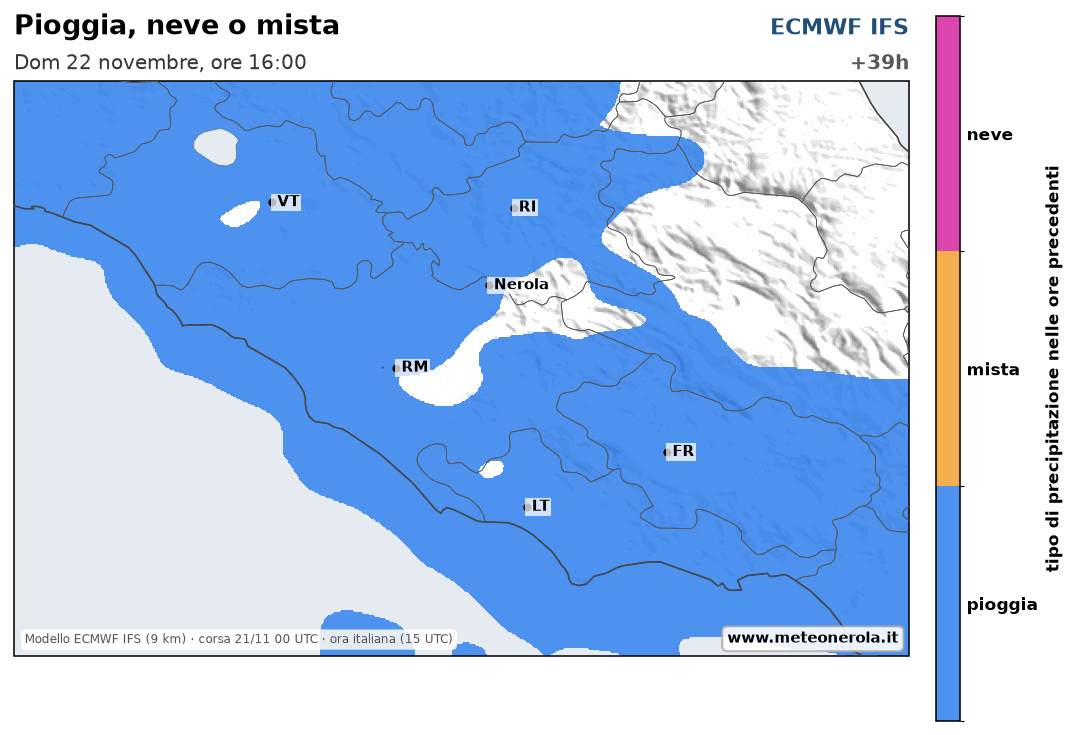 Pioggia, neve o mista
ECMWF IFS
Dom 22 novembre, ore 16:00
+39h
neve
mista
pioggia
tipo di precipitazione nelle ore precedenti
VT
RI
Nerola
RM
FR
LT
Modello ECMWF IFS (9 km) · corsa 21/11 00 UTC · ora italiana (15 UTC)
www.meteonerola.it